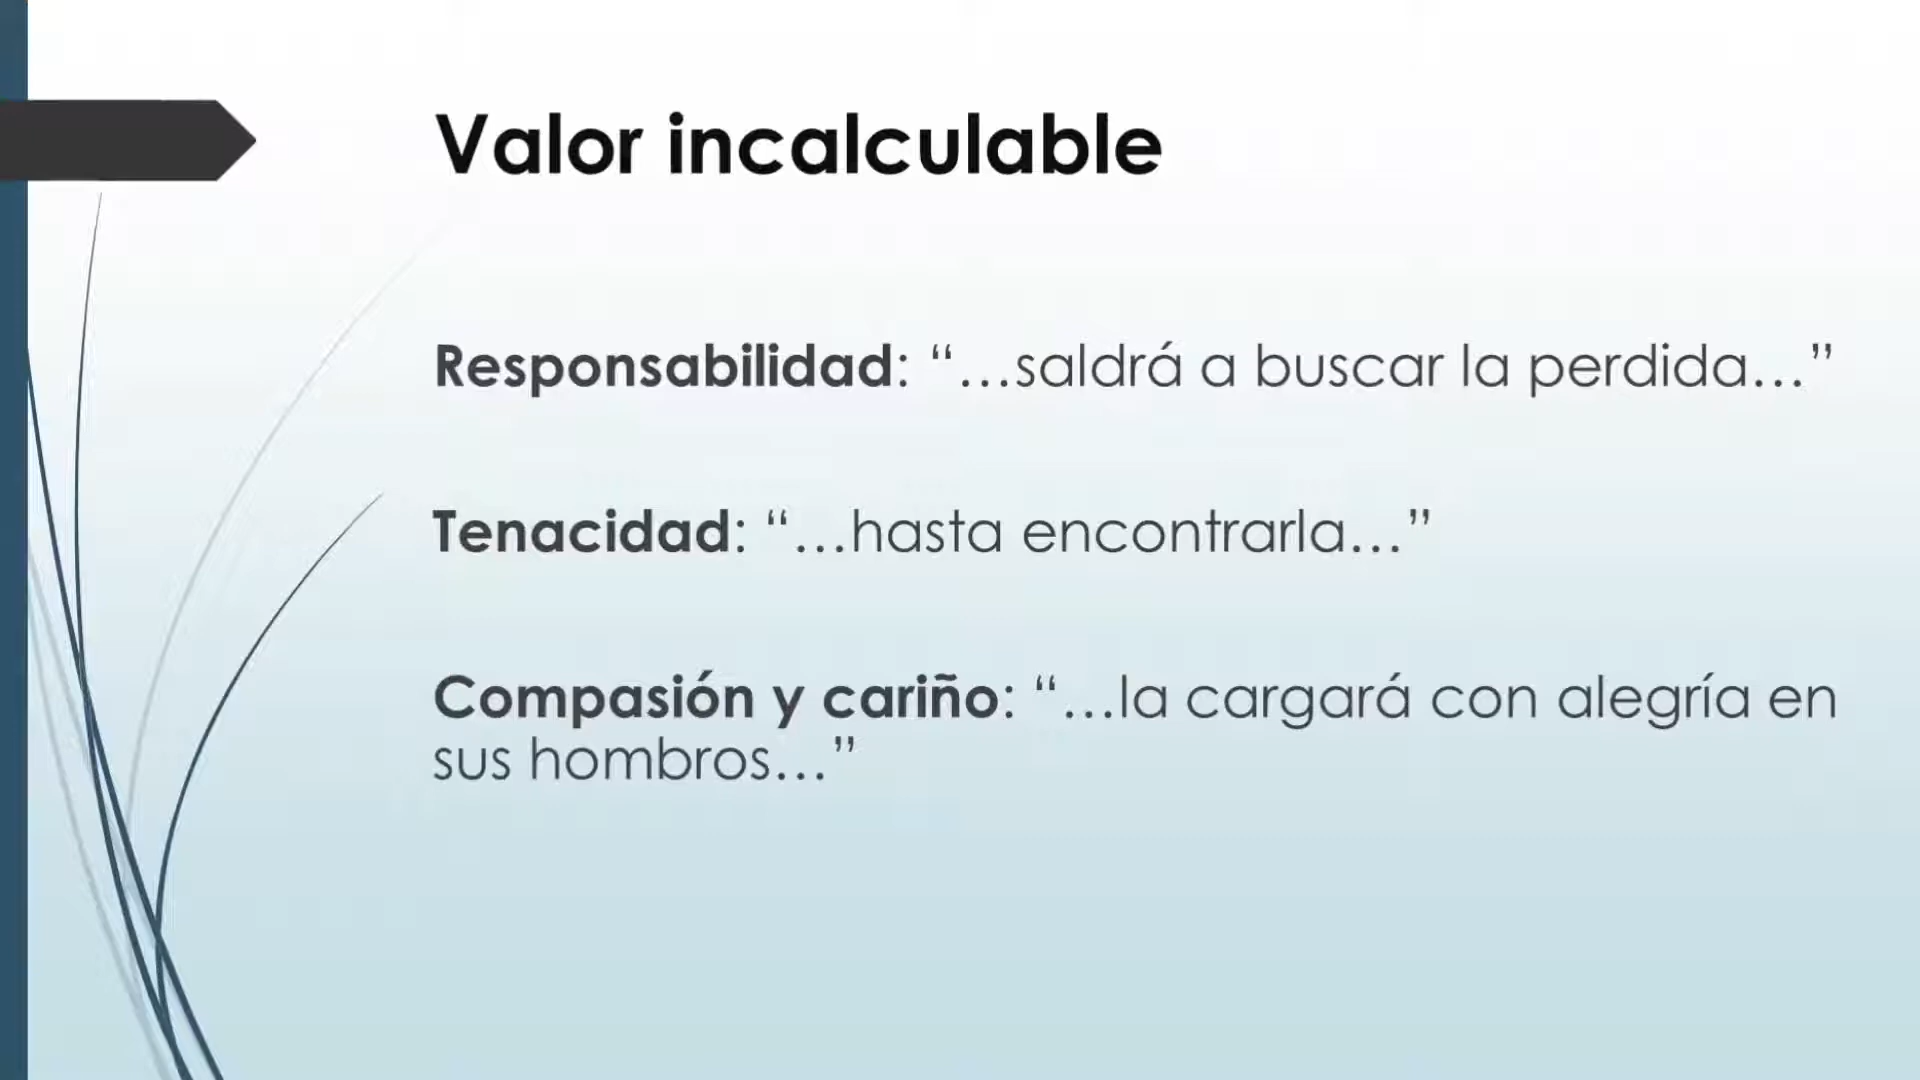 Valor incalculable
Responsabilidad: “…saldrá a buscar la perdida…”
Tenacidad: “…hasta encontrarla…”
Compasión y cariño: “…la cargará con alegría en
sus hombros…”